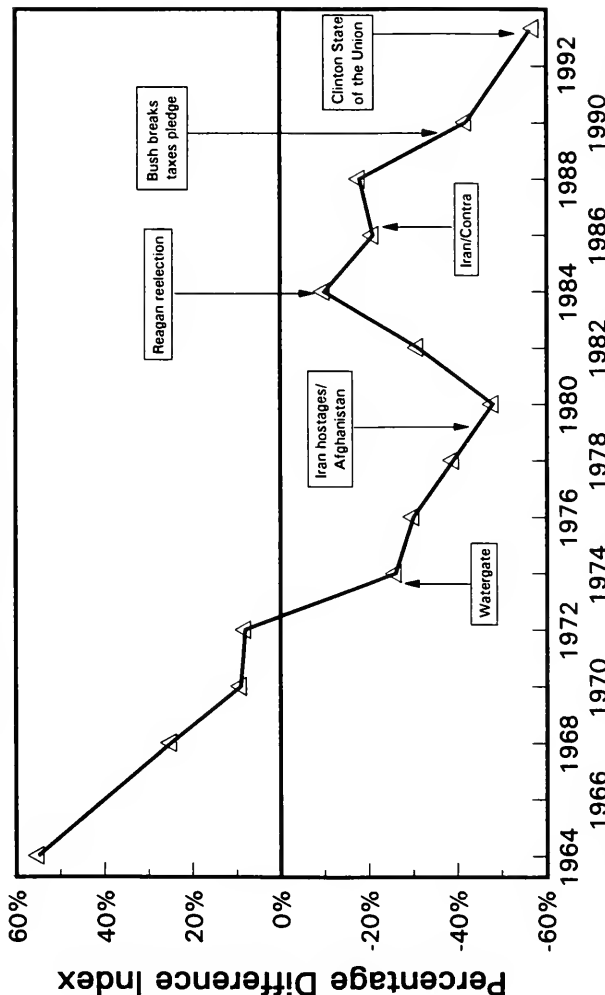 Percentage Difference Index
60%
40%
20%
0%
-20%
-40%
-60%
1964
1966
1968
1970
1972
1974
1976
1978
1980
1982
1984
1986
1988
1990
1992
Watergate
Iran hostages/
Afghanistan
Reagan reelection
Iran/Contra
Bush breaks
taxes pledge
Clinton State
of the Union